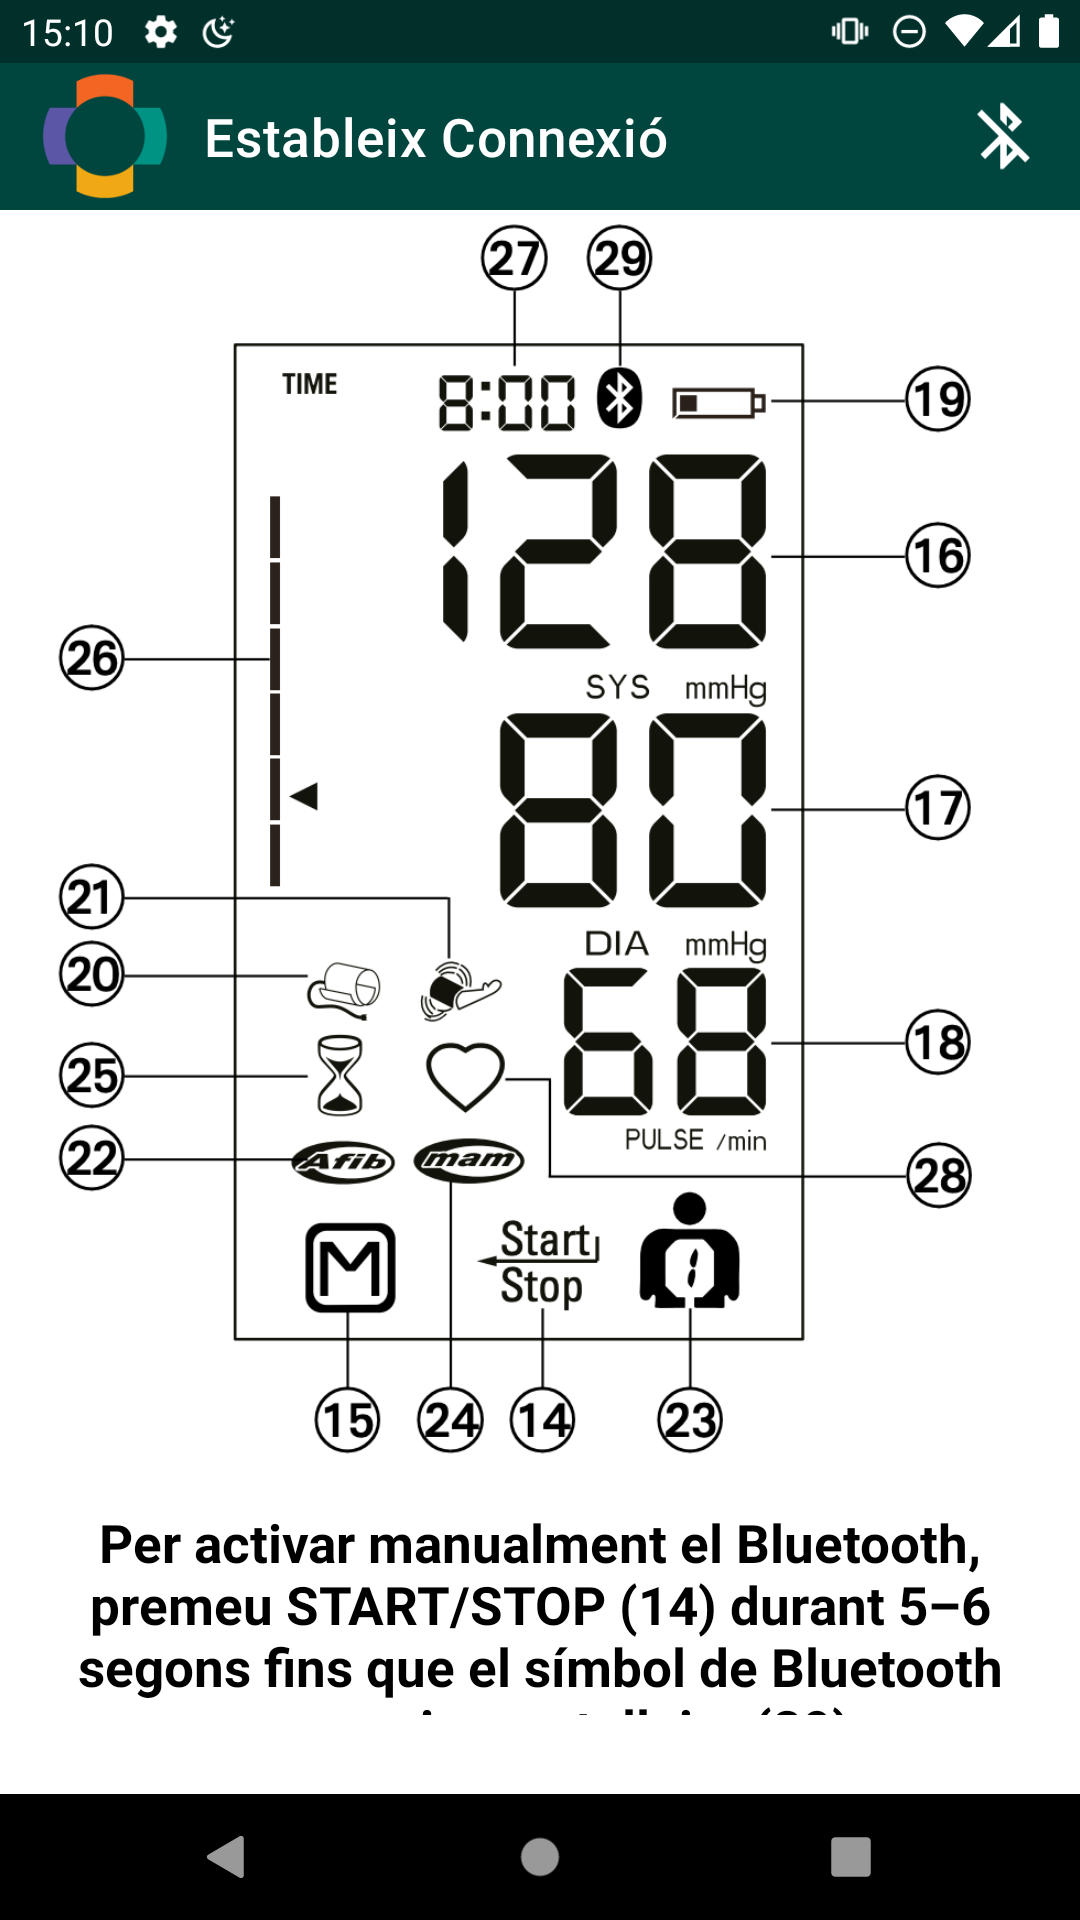 15:10
Estableix Connexió
27 29
TIME 8:00
19
128
16
26
SYS mmHg
80
17
21
DIA mmHg
20
68
18
25
PULSE /min
22 Afib mam
28
M Start
Stop 1
15 24 14 23
Per activar manualment el Bluetooth,
premeu START/STOP (14) durant 5–6
segons fins que el símbol de Bluetooth